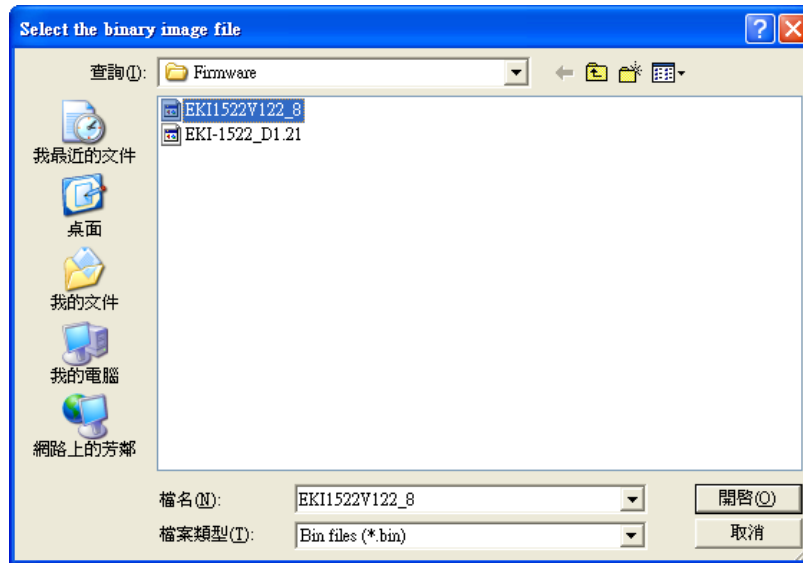 Select the binary image file
查詢(I): Firmware
EKI1522V122_8
EKI-1522_D1.21
我最近的文件
桌面
我的文件
我的電腦
網路上的芳鄰
檔名(N): EKI1522V122_8 開啓(O)
檔案類型(T): Bin files (*.bin) 取消